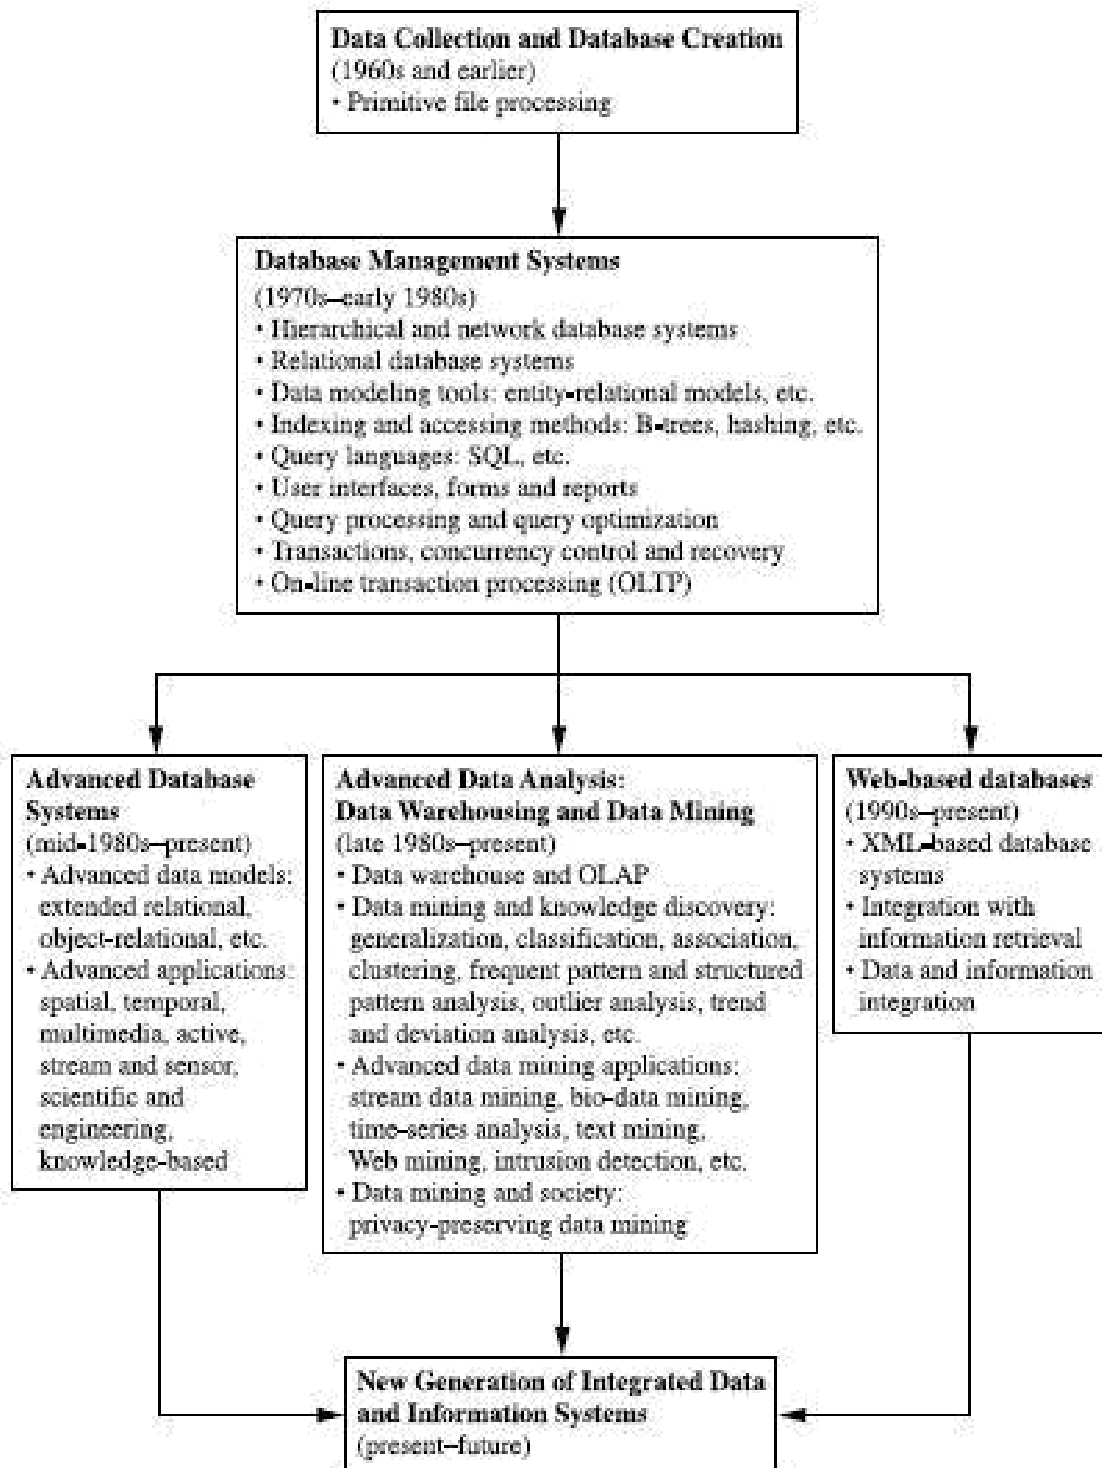 Data Collection and Database Creation
(1960s and earlier)
• Primitive file processing
Database Management Systems
(1970s–early 1980s)
• Hierarchical and network database systems
• Relational database systems
• Data modeling tools: entity-relational models, etc.
• Indexing and accessing methods: B-trees, hashing, etc.
• Query languages: SQL, etc.
• User interfaces, forms and reports
• Query processing and query optimization
• Transactions, concurrency control and recovery
• On-line transaction processing (OLTP)
Advanced Database
Systems
(mid-1980s–present)
• Advanced data models:
extended relational,
object-relational, etc.
• Advanced applications:
spatial, temporal,
multimedia, active,
stream and sensor,
scientific and
engineering,
knowledge-based
Advanced Data Analysis:
Data Warehousing and Data Mining
(late 1980s–present)
• Data warehouse and OLAP
• Data mining and knowledge discovery:
generalization, classification, association,
clustering, frequent pattern and structured
pattern analysis, outlier analysis, trend
and deviation analysis, etc.
• Advanced data mining applications:
stream data mining, bio-data mining,
time-series analysis, text mining,
Web mining, intrusion detection, etc.
• Data mining and society:
privacy-preserving data mining
Web-based databases
(1990s–present)
• XML-based database
systems
• Integration with
information retrieval
• Data and information
integration
New Generation of Integrated Data
and Information Systems
(present–future)